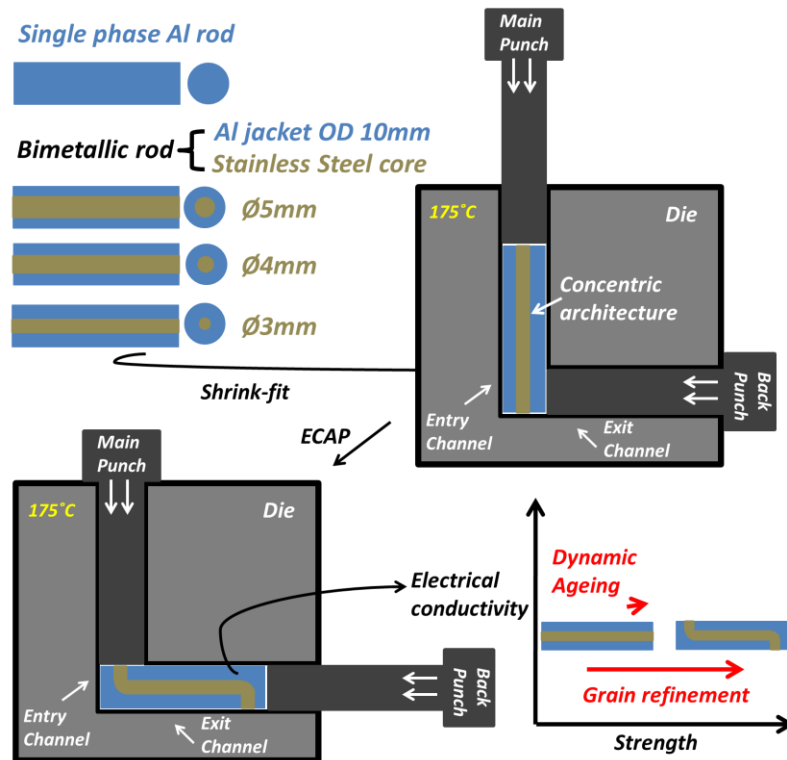 Single phase Al rod
Bimetallic rod
Al jacket OD 10mm
Stainless Steel core
Ø5mm
Ø4mm
Ø3mm
Shrink-fit
Main
Punch
175˚C
Die
Concentric
architecture
Entry
Channel
Exit
Channel
Back
Punch
ECAP
Main
Punch
175˚C
Die
Entry
Channel
Exit
Channel
Back
Punch
Electrical
conductivity
Dynamic
Ageing
Grain refinement
Strength